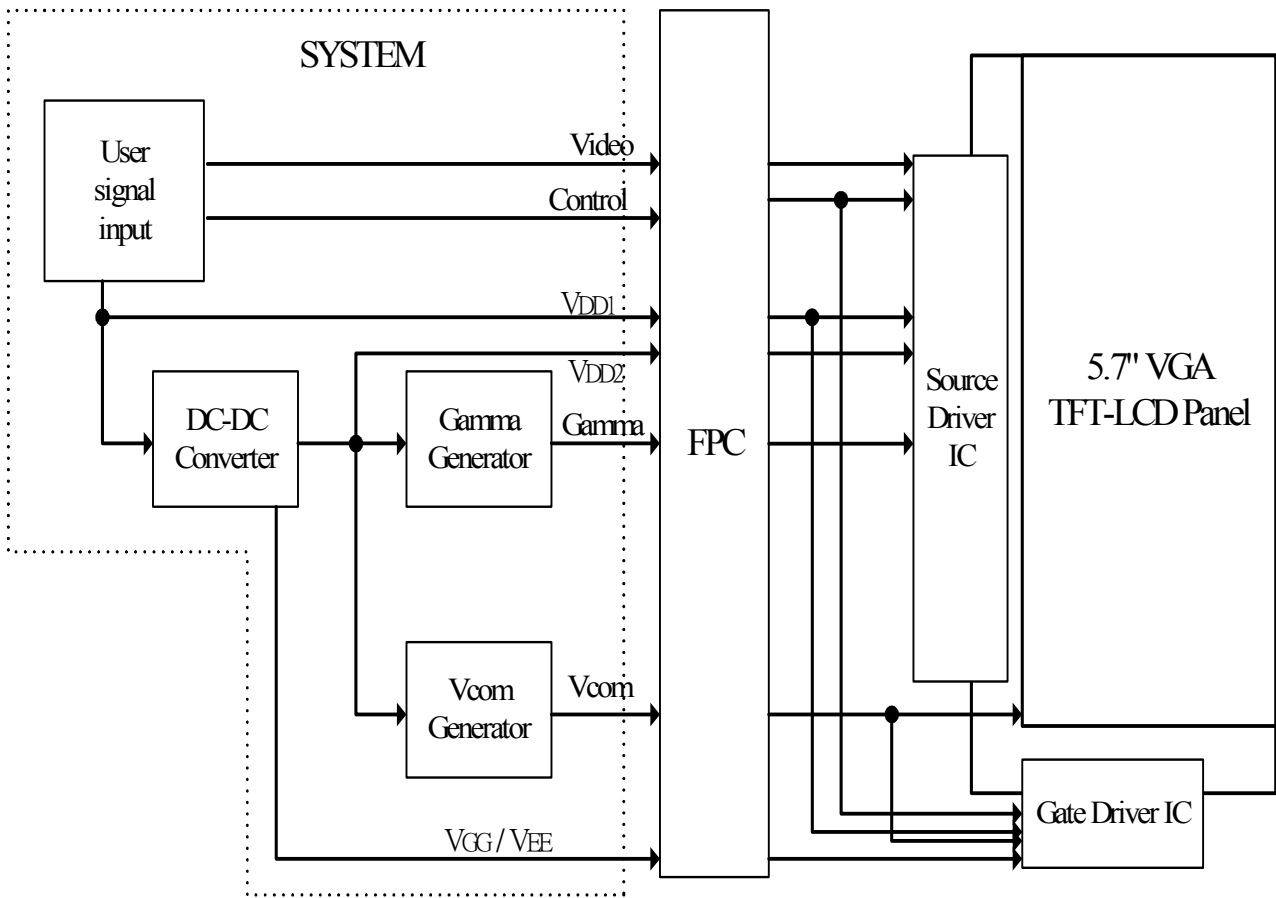 SYSTEM
User
signal
input
Video
Control
VDD1
VDD2
DC-DC
Converter
Gamma
Generator
Gamma
FPC
Source
Driver
IC
5.7" VGA
TFT-LCD Panel
Vcom
Generator
Vcom
VGG / VEE
Gate Driver IC